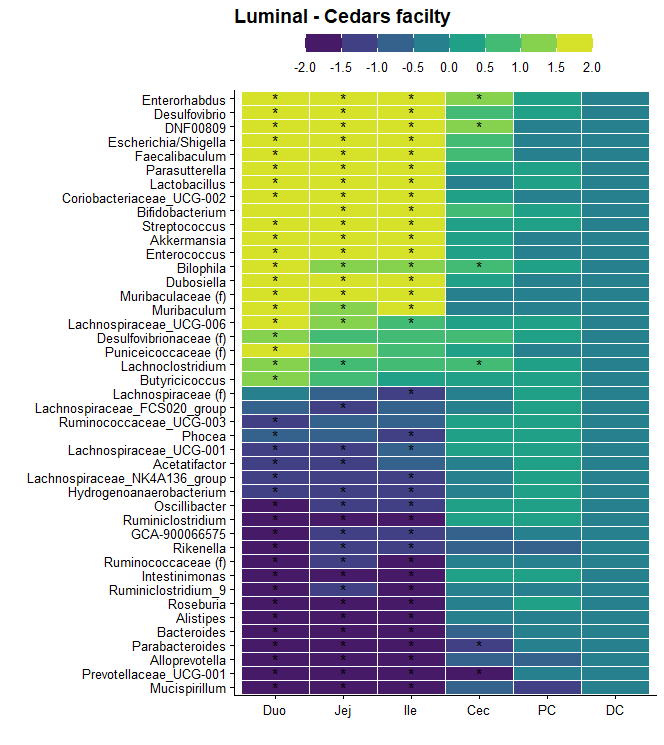 Luminal - Cedars facilty
-2.0 -1.5 -1.0 -0.5 0.0 0.5 1.0 1.5 2.0
Enterorhabdus * * * *
Desulfovibrio * * *
DNF00809 * * * *
Escherichia/Shigella * * *
Faecalibaculum * * *
Parasutterella * * *
Lactobacillus * * *
Coriobacteriaceae_UCG-002 * * *
Bifidobacterium * *
Streptococcus * * *
Akkermansia * * *
Enterococcus * * *
Bilophila * * * *
Dubosiella * * *
Muribaculaceae (f) * * *
Muribaculum * * *
Lachnospiraceae_UCG-006 * * *
Desulfovibrionaceae (f) *
Puniceicoccaceae (f) *
Lachnoclostridium * * *
Butyricicoccus *
Lachnospiraceae (f) *
Lachnospiraceae_FCS020_group *
Ruminococcaceae_UCG-003 *
Phocea * *
Lachnospiraceae_UCG-001 * * *
Acetatifactor * *
Lachnospiraceae_NK4A136_group * * *
Hydrogenoanaerobacterium * * *
Oscillibacter * * *
Ruminiclostridium * * *
GCA-900066575 * * *
Rikenella * * *
Ruminococcaceae (f) * * *
Intestinimonas * * *
Ruminiclostridium_9 * * *
Roseburia * * *
Alistipes * * *
Bacteroides * * *
Parabacteroides * * * *
Alloprevotella * * *
Prevotellaceae_UCG-001 * * * *
Mucispirillum * * *
Duo Jej Ile Cec PC DC